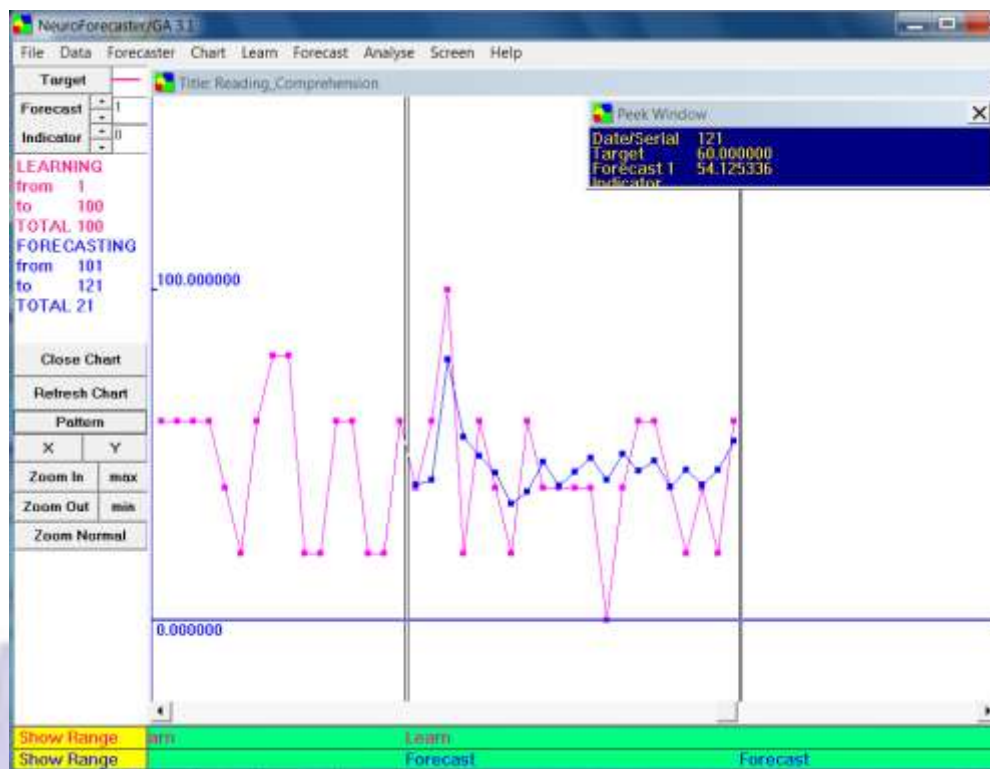 NeuroForecaster/GA 3.1
File Data Forecaster Chart Learn Forecast Analyse Screen Help
Target
Title: Reading_Comprehension
Forecast 1
Indicator 0
Peek Window
Date/Serial 121
Target 60.000000
Forecast 1 54.125336
Indicator
LEARNING
from 1
to 100
TOTAL 100
FORECASTING
from 101
to 121
TOTAL 21
100.000000
Close Chart
Refresh Chart
Pattern
X Y
Zoom In max
Zoom Out min
Zoom Normal
0.000000
Show Range arn Learn
Show Range Forecast Forecast